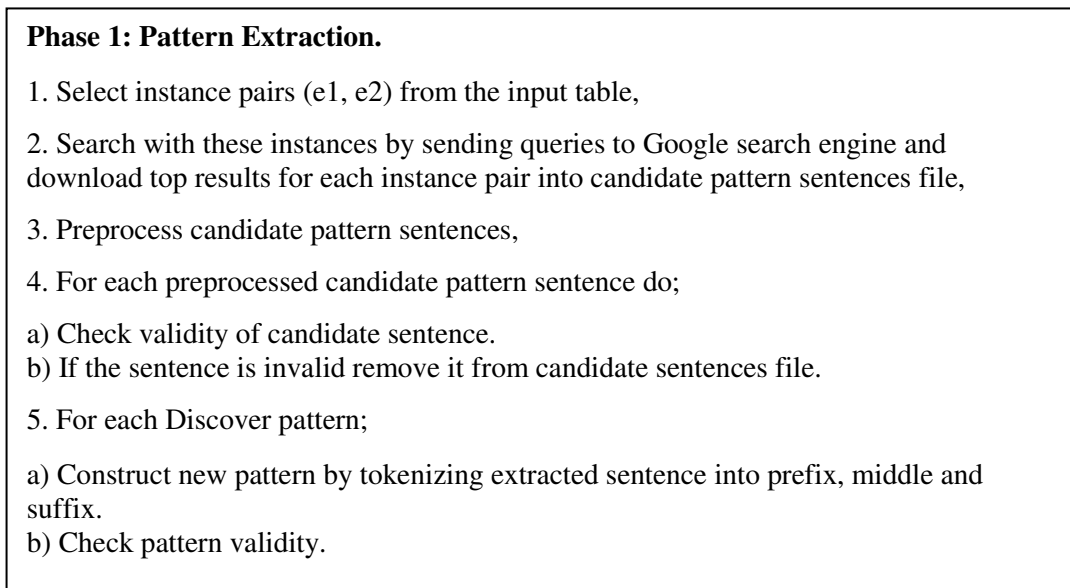 Phase 1: Pattern Extraction.
1. Select instance pairs (e1, e2) from the input table,
2. Search with these instances by sending queries to Google search engine and
download top results for each instance pair into candidate pattern sentences file,
3. Preprocess candidate pattern sentences,
4. For each preprocessed candidate pattern sentence do;
a) Check validity of candidate sentence.
b) If the sentence is invalid remove it from candidate sentences file.
5. For each Discover pattern;
a) Construct new pattern by tokenizing extracted sentence into prefix, middle and
suffix.
b) Check pattern validity.